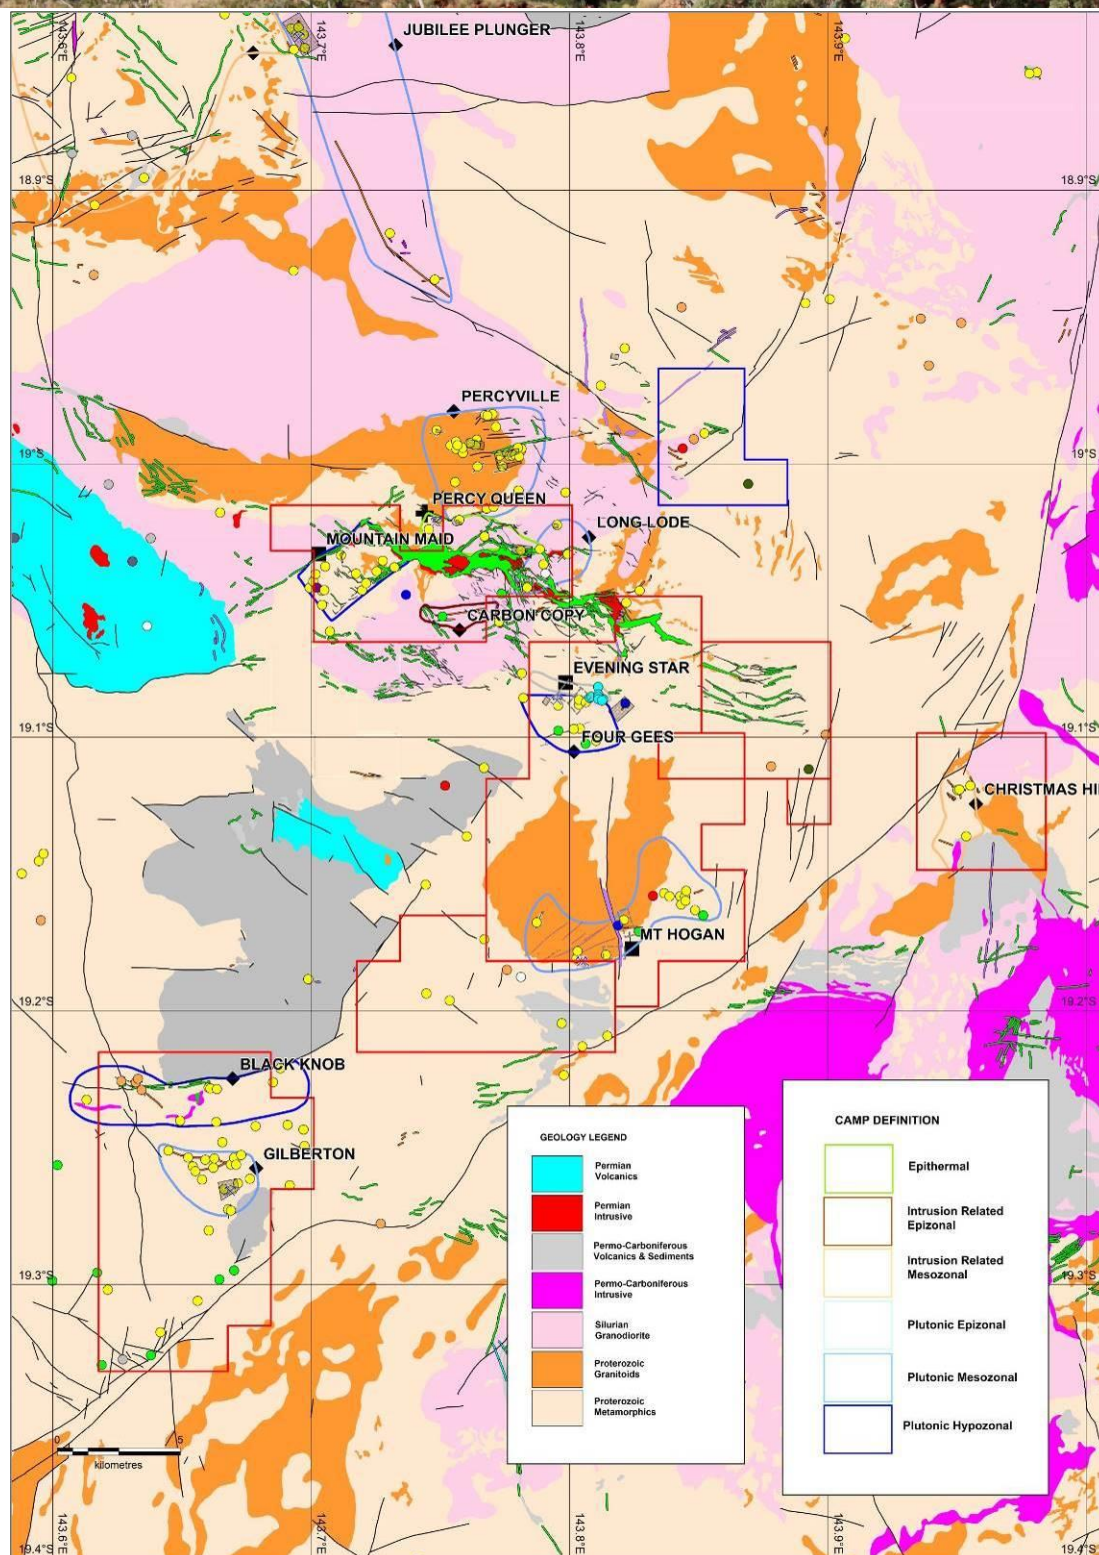 143.6°E
143.7°E
143.8°E
143.9°E
JUBILEE PLUNGER
18.9°S
18.9°S
PERCYVILLE
19°S
19°S
PERCY QUEEN
LONG LODE
MOUNTAIN MAID
CARBON COPY
EVENING STAR
19.1°S
19.1°S
FOUR GEES
CHRISTMAS HI
MT HOGAN
19.2°S
19.2°S
BLACK KNOB
GILBERTON
19.3°S
19.3°S
GEOLOGY LEGEND
Permian
Volcanics
Permian
Intrusive
Permo-Carboniferous
Volcanics & Sediments
Permo-Carboniferous
Intrusive
Silurian
Granodiorite
Proterozoic
Granitoids
Proterozoic
Metamorphics
CAMP DEFINITION
Epithermal
Intrusion Related
Epizonal
Intrusion Related
Mesozonal
Plutonic Epizonal
Plutonic Mesozonal
Plutonic Hypozonal
0 5
kilometres
143.6°E
143.7°E
143.8°E
143.9°E
19.4°S
19.4°S